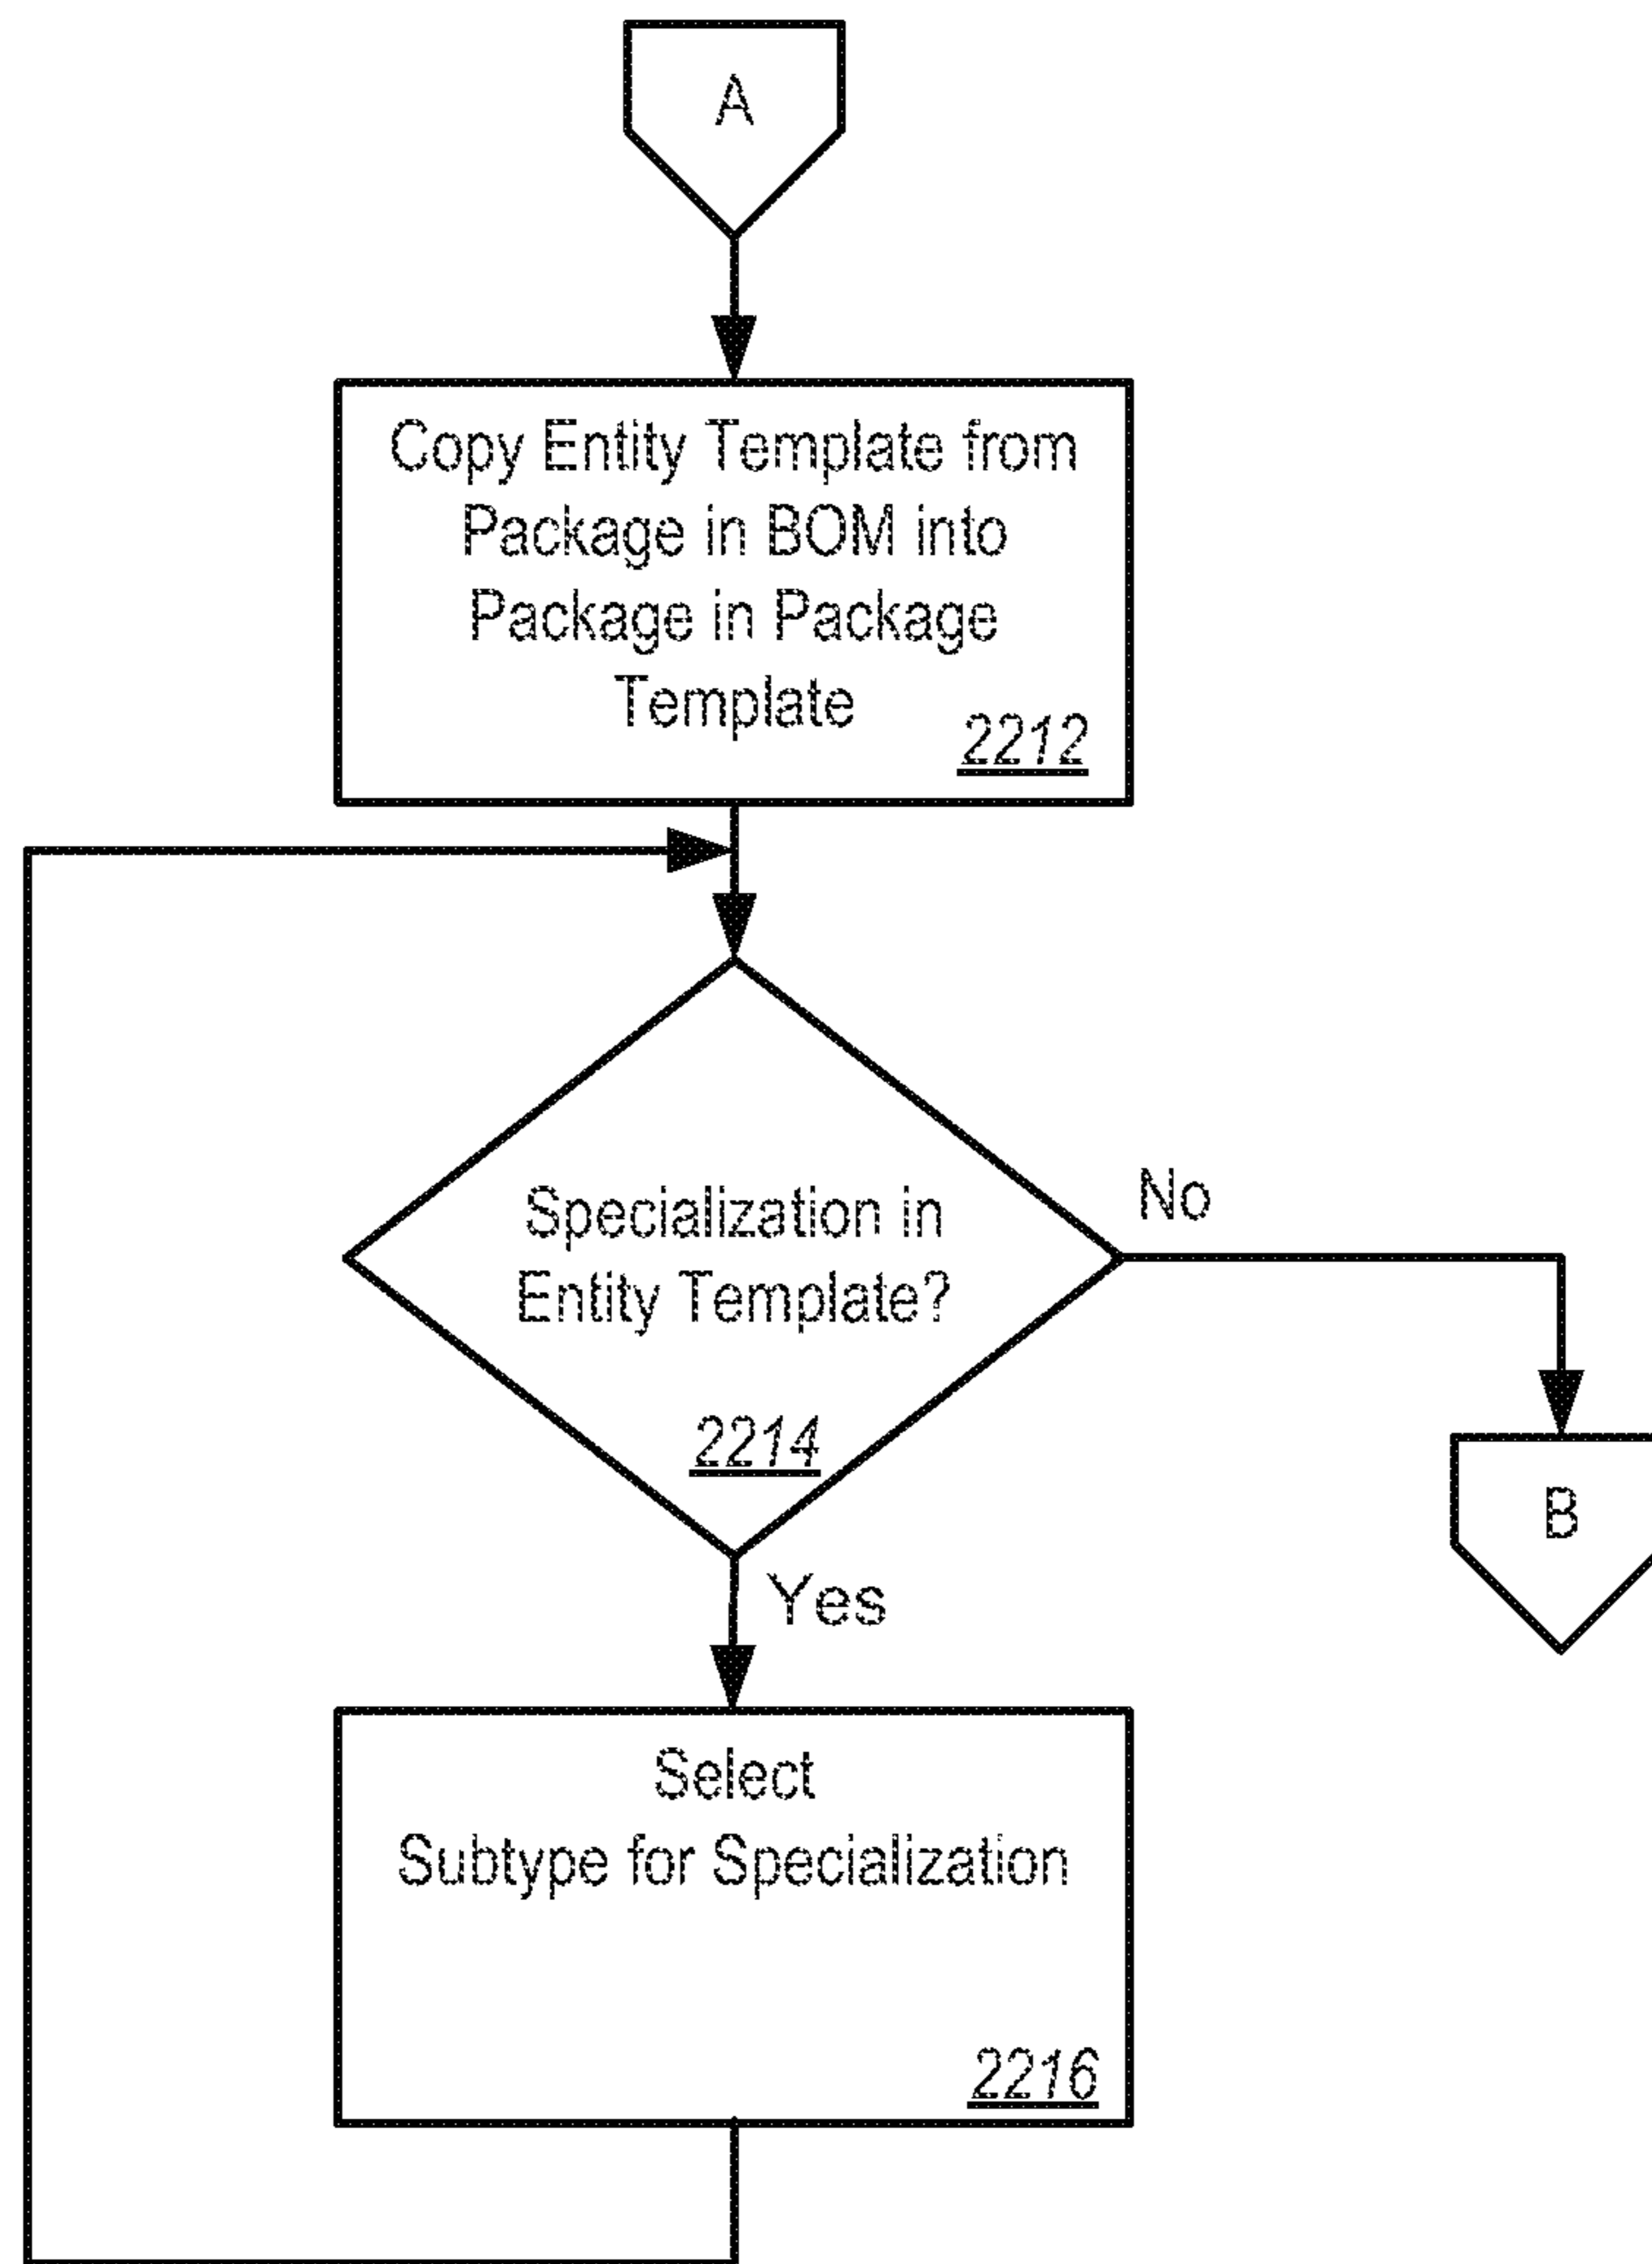 A
Copy Entity Template from
Package in BOM into
Package in Package
Template
2212
Specialization in
Entity Template?
2214
No
B
Yes
Select
Subtype for Specialization
2216